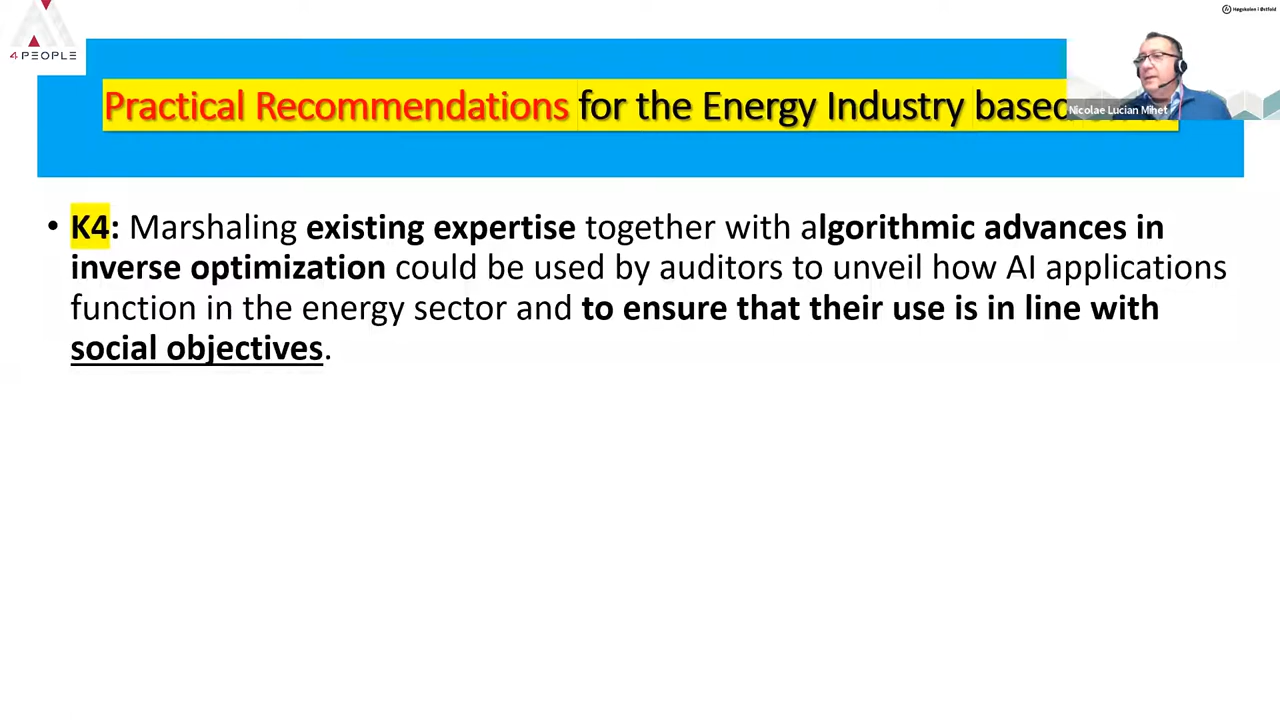 Høgskolen i Østfold
4PEOPLE
Practical Recommendations for the Energy Industry based
Nicolae Lucian Mihet
• K4: Marshaling existing expertise together with algorithmic advances in
inverse optimization could be used by auditors to unveil how AI applications
function in the energy sector and to ensure that their use is in line with
social objectives.